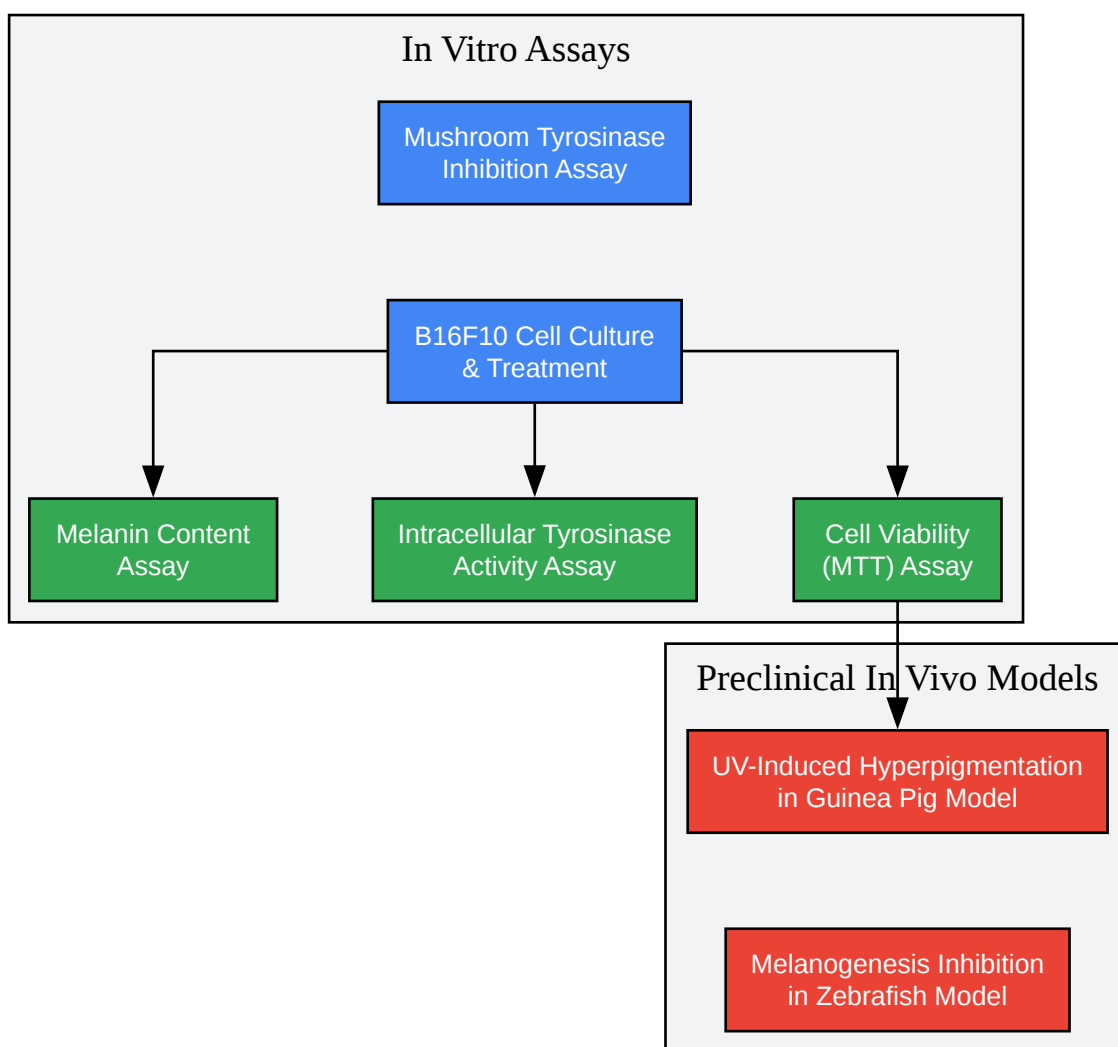 In Vitro Assays
Mushroom Tyrosinase
Inhibition Assay
B16F10 Cell Culture
& Treatment
Melanin Content
Assay
Intracellular Tyrosinase
Activity Assay
Cell Viability
(MTT) Assay
Preclinical In Vivo Models
UV-Induced Hyperpigmentation
in Guinea Pig Model
Melanogenesis Inhibition
in Zebrafish Model